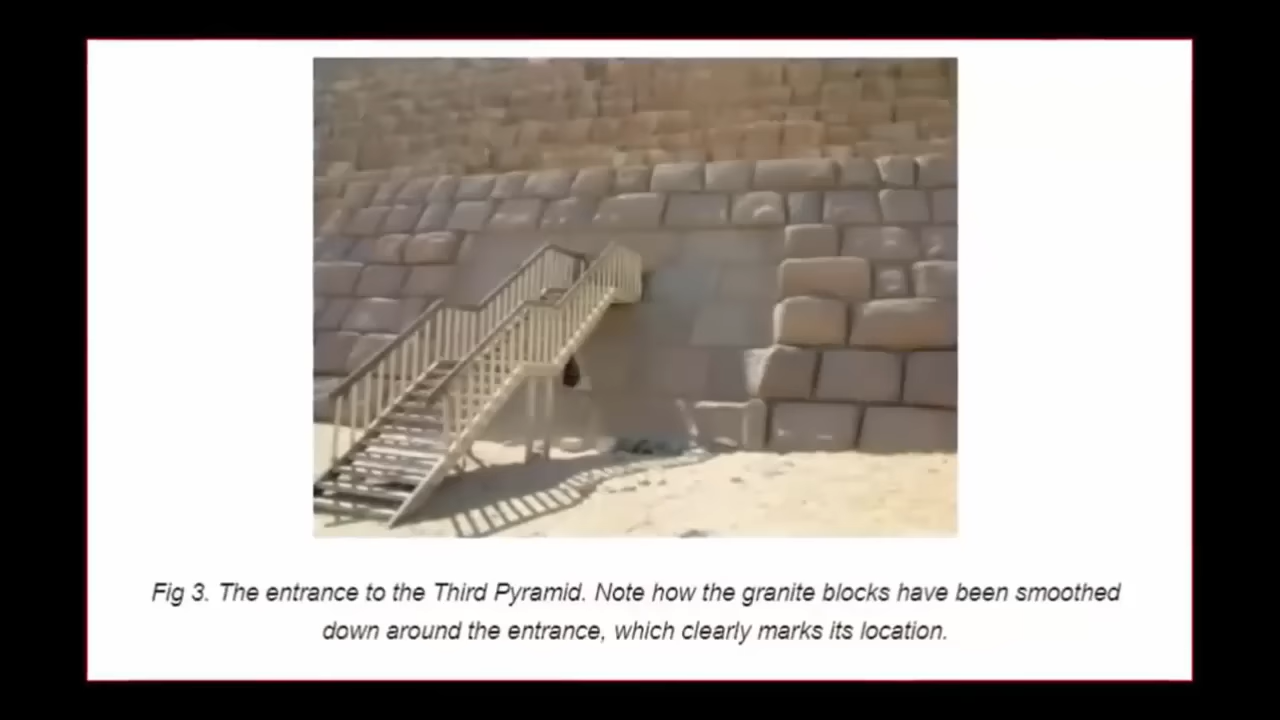 Fig 3. The entrance to the Third Pyramid. Note how the granite blocks have been smoothed
down around the entrance, which clearly marks its location.